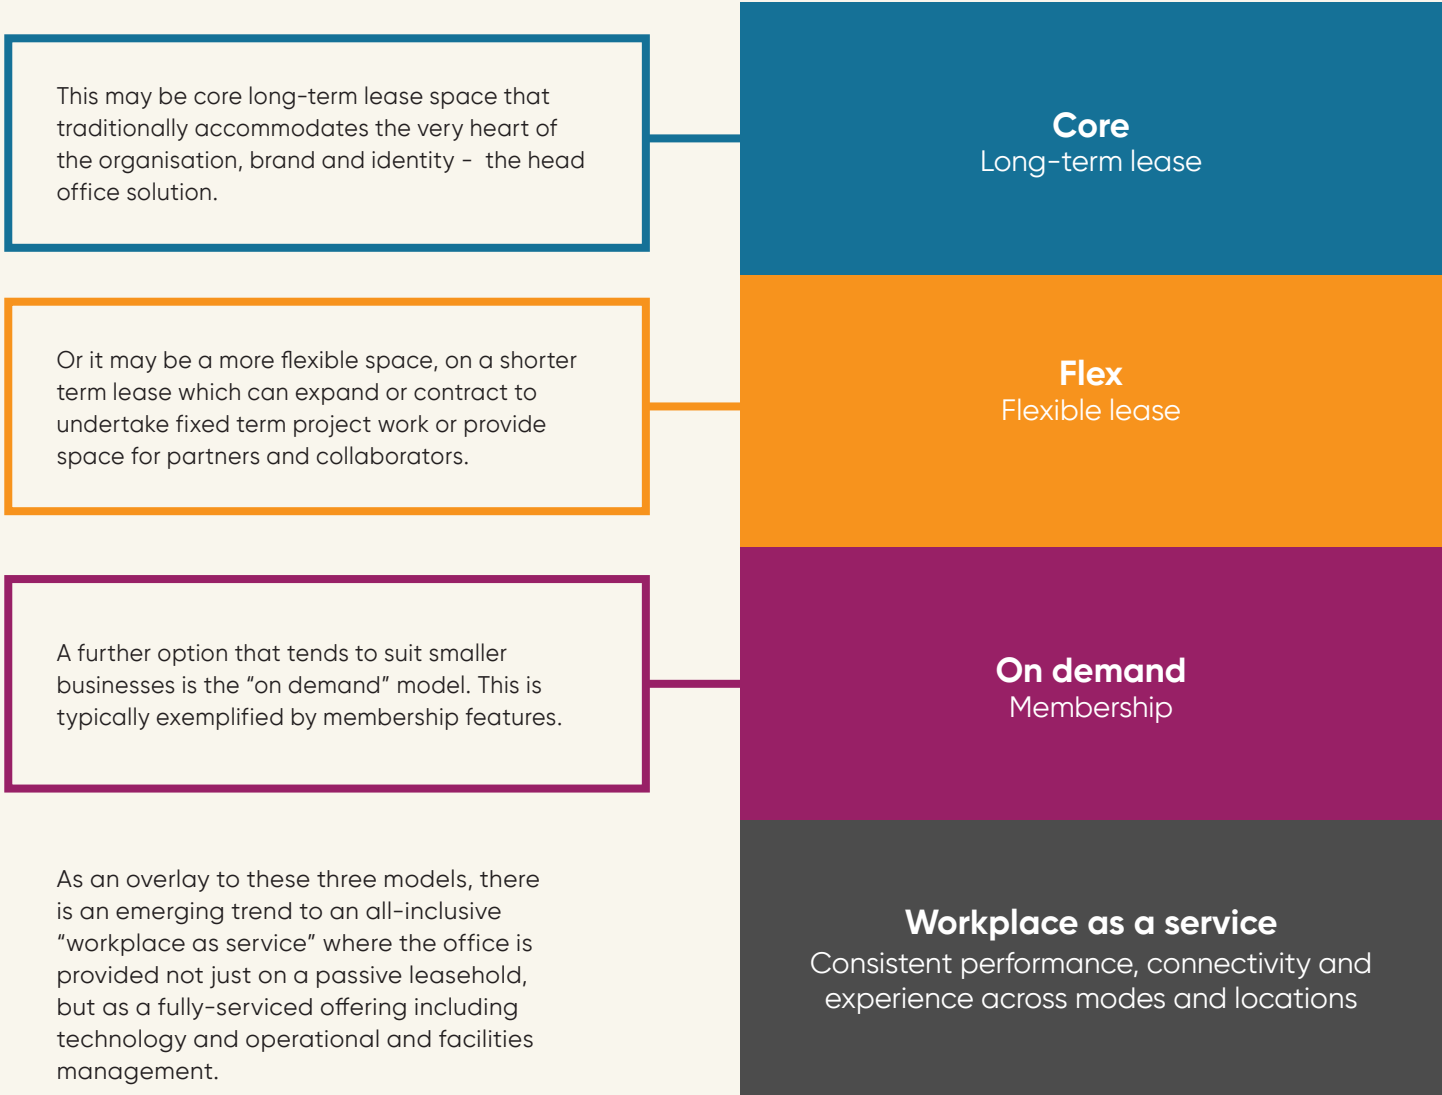 This may be core long-term lease space that
traditionally accommodates the very heart of
the organisation, brand and identity -  the head
office solution.
Core
Long-term lease
Or it may be a more flexible space, on a shorter
term lease which can expand or contract to
undertake fixed term project work or provide
space for partners and collaborators.
Flex
Flexible lease
A further option that tends to suit smaller
businesses is the “on demand” model. This is
typically exemplified by membership features.
On demand
Membership
As an overlay to these three models, there
is an emerging trend to an all-inclusive
“workplace as service” where the office is
provided not just on a passive leasehold,
but as a fully-serviced offering including
technology and operational and facilities
management.
Workplace as a service
Consistent performance, connectivity and
experience across modes and locations